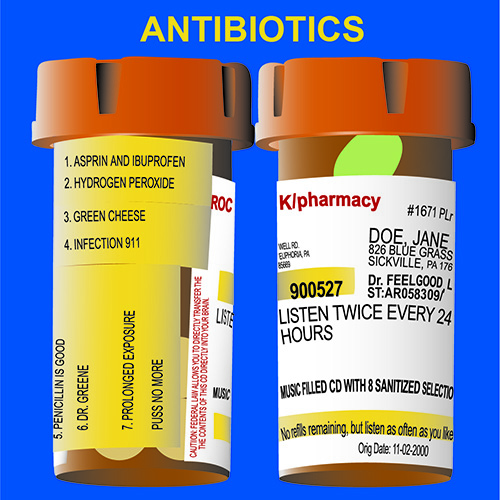 ANTIBIOTICS
1. ASPRIN AND IBUPROFEN
2. HYDROGEN PEROXIDE
3. GREEN CHEESE
4. INFECTION 911
5. PENICILLIN IS GOOD
6. DR. GREENE
7. PROLONGED EXPOSURE
PUSS NO MORE
ROC
LISTE
MUSIC
CAUTION: FEDERAL LAW ALLOWS YOU TO DIRECTLY TRANSFER THE
THE CONTENTS OF THIS CD DIRECTLY INTO YOUR BRAIN.
K/pharmacy
#1671 PLr
WELL RD.
EUPHORIA, PA
85669
DOE, JANE
826 BLUE GRASS
SICKVILLE, PA 176
900527
Dr. FEELGOOD L
ST:AR058309/
LISTEN TWICE EVERY 24
HOURS
MUSIC FILLED CD WITH 8 SANITIZED SELECTIO
No refills remaining, but listen as often as you like
Orig Date: 11-02-2000